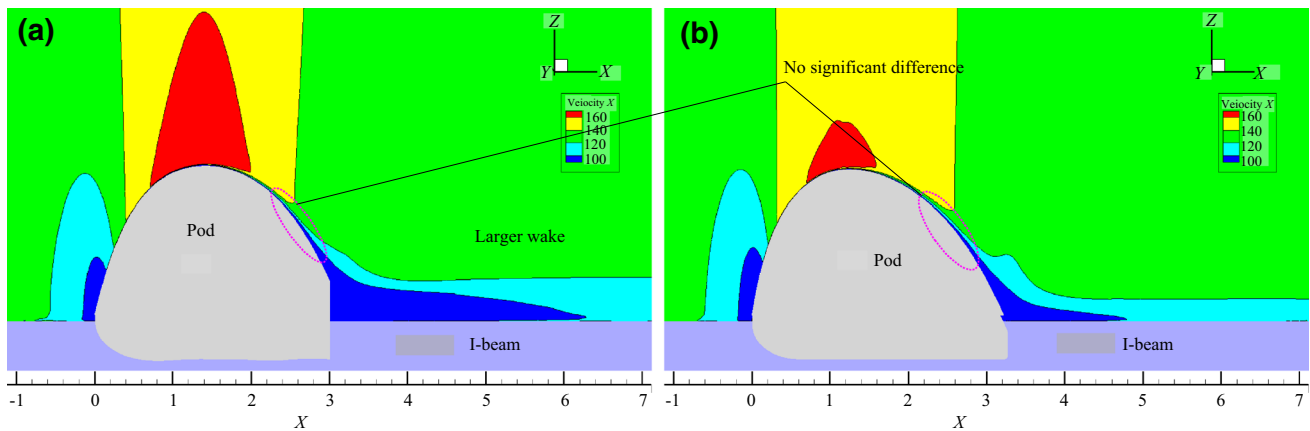 (a)
Z
Y
X
Veiocity X
160
140
120
100
Pod
Larger wake
I-beam
-1 0 1 2 3 4 5 6 7
X
No significant difference
(b)
Z
Y
X
Veiocity X
160
140
120
100
Pod
I-beam
-1 0 1 2 3 4 5 6 7
X